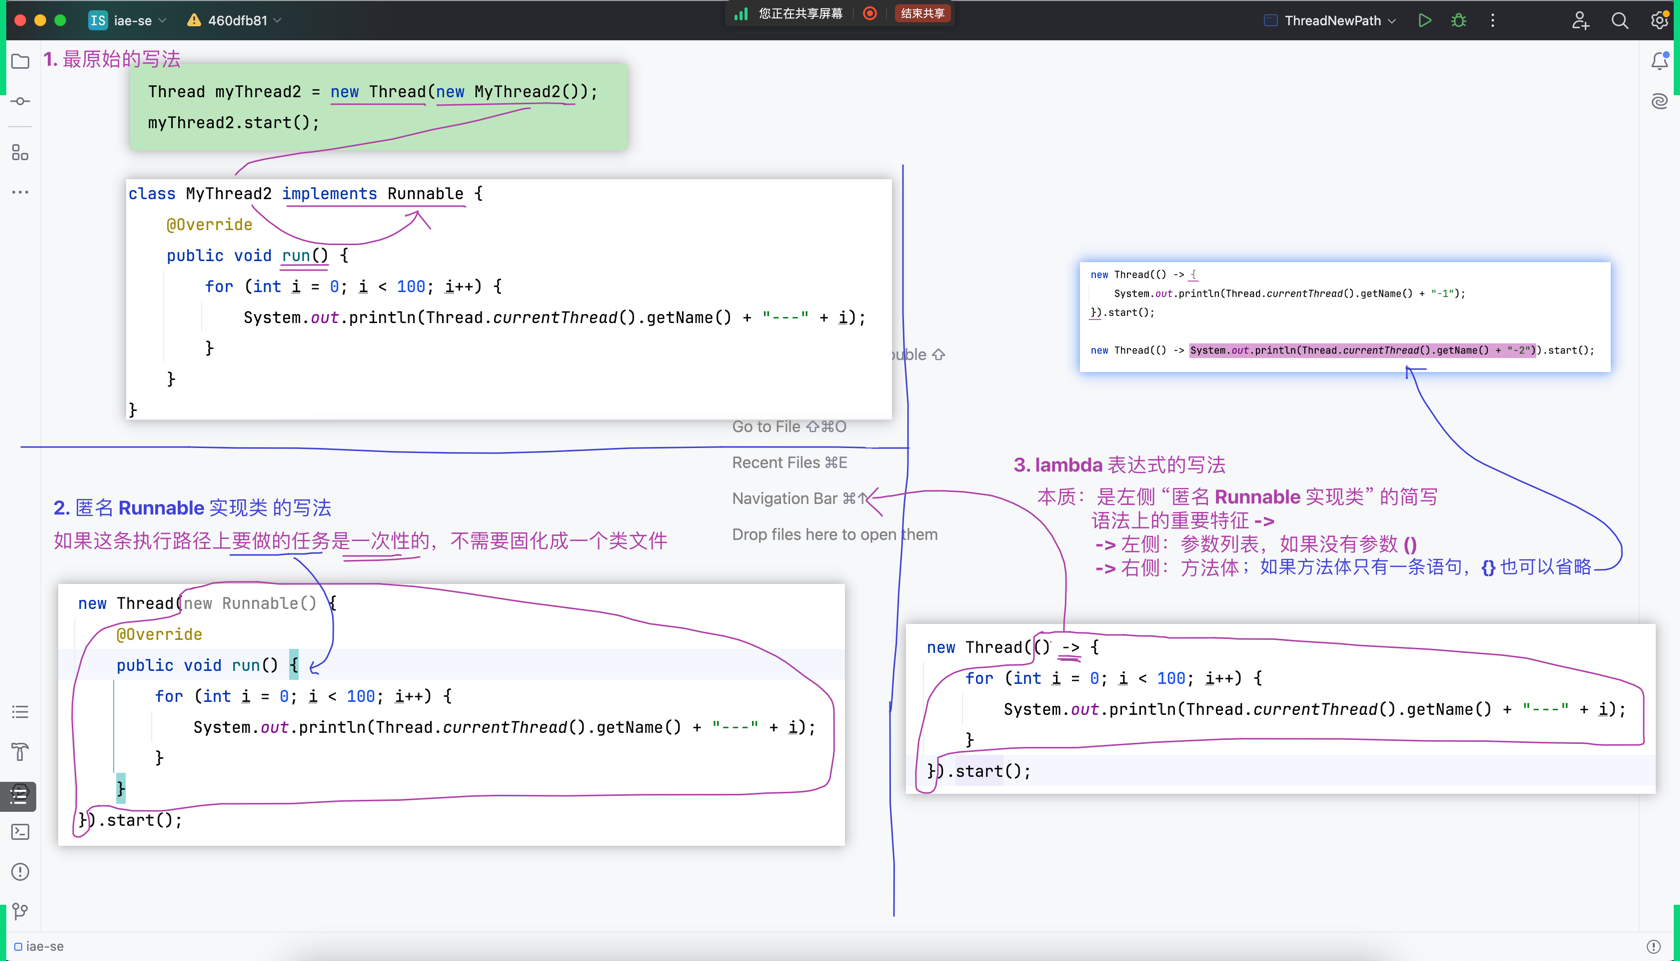 IS iae-se
460dfb81
您正在共享屏幕
结束共享
ThreadNewPath
1. 最原始的写法
Thread myThread2 = new Thread(new MyThread2());
myThread2.start();
class MyThread2 implements Runnable {
@Override
public void run() {
for (int i = 0; i < 100; i++) {
System.out.println(Thread.currentThread().getName() + "---" + i);
}
}
}
Go to File ⇧⌘O
Recent Files ⌘E
Navigation Bar ⌘↑
Drop files here to open them
2. 匿名 Runnable 实现类 的写法
如果这条执行路径上要做的任务是一次性的，不需要固化成一个类文件
new Thread(new Runnable() {
@Override
public void run() {
for (int i = 0; i < 100; i++) {
System.out.println(Thread.currentThread().getName() + "---" + i);
}
}
}).start();
new Thread(() -> {
System.out.println(Thread.currentThread().getName() + "-1");
}).start();
new Thread(() -> System.out.println(Thread.currentThread().getName() + "-2")).start();
3. lambda 表达式的写法
本质：是左侧 “匿名 Runnable 实现类” 的简写
语法上的重要特征 ->
-> 左侧：参数列表，如果没有参数 ()
-> 右侧：方法体；如果方法体只有一条语句，{} 也可以省略
new Thread(() -> {
for (int i = 0; i < 100; i++) {
System.out.println(Thread.currentThread().getName() + "---" + i);
}
}).start();
iae-se